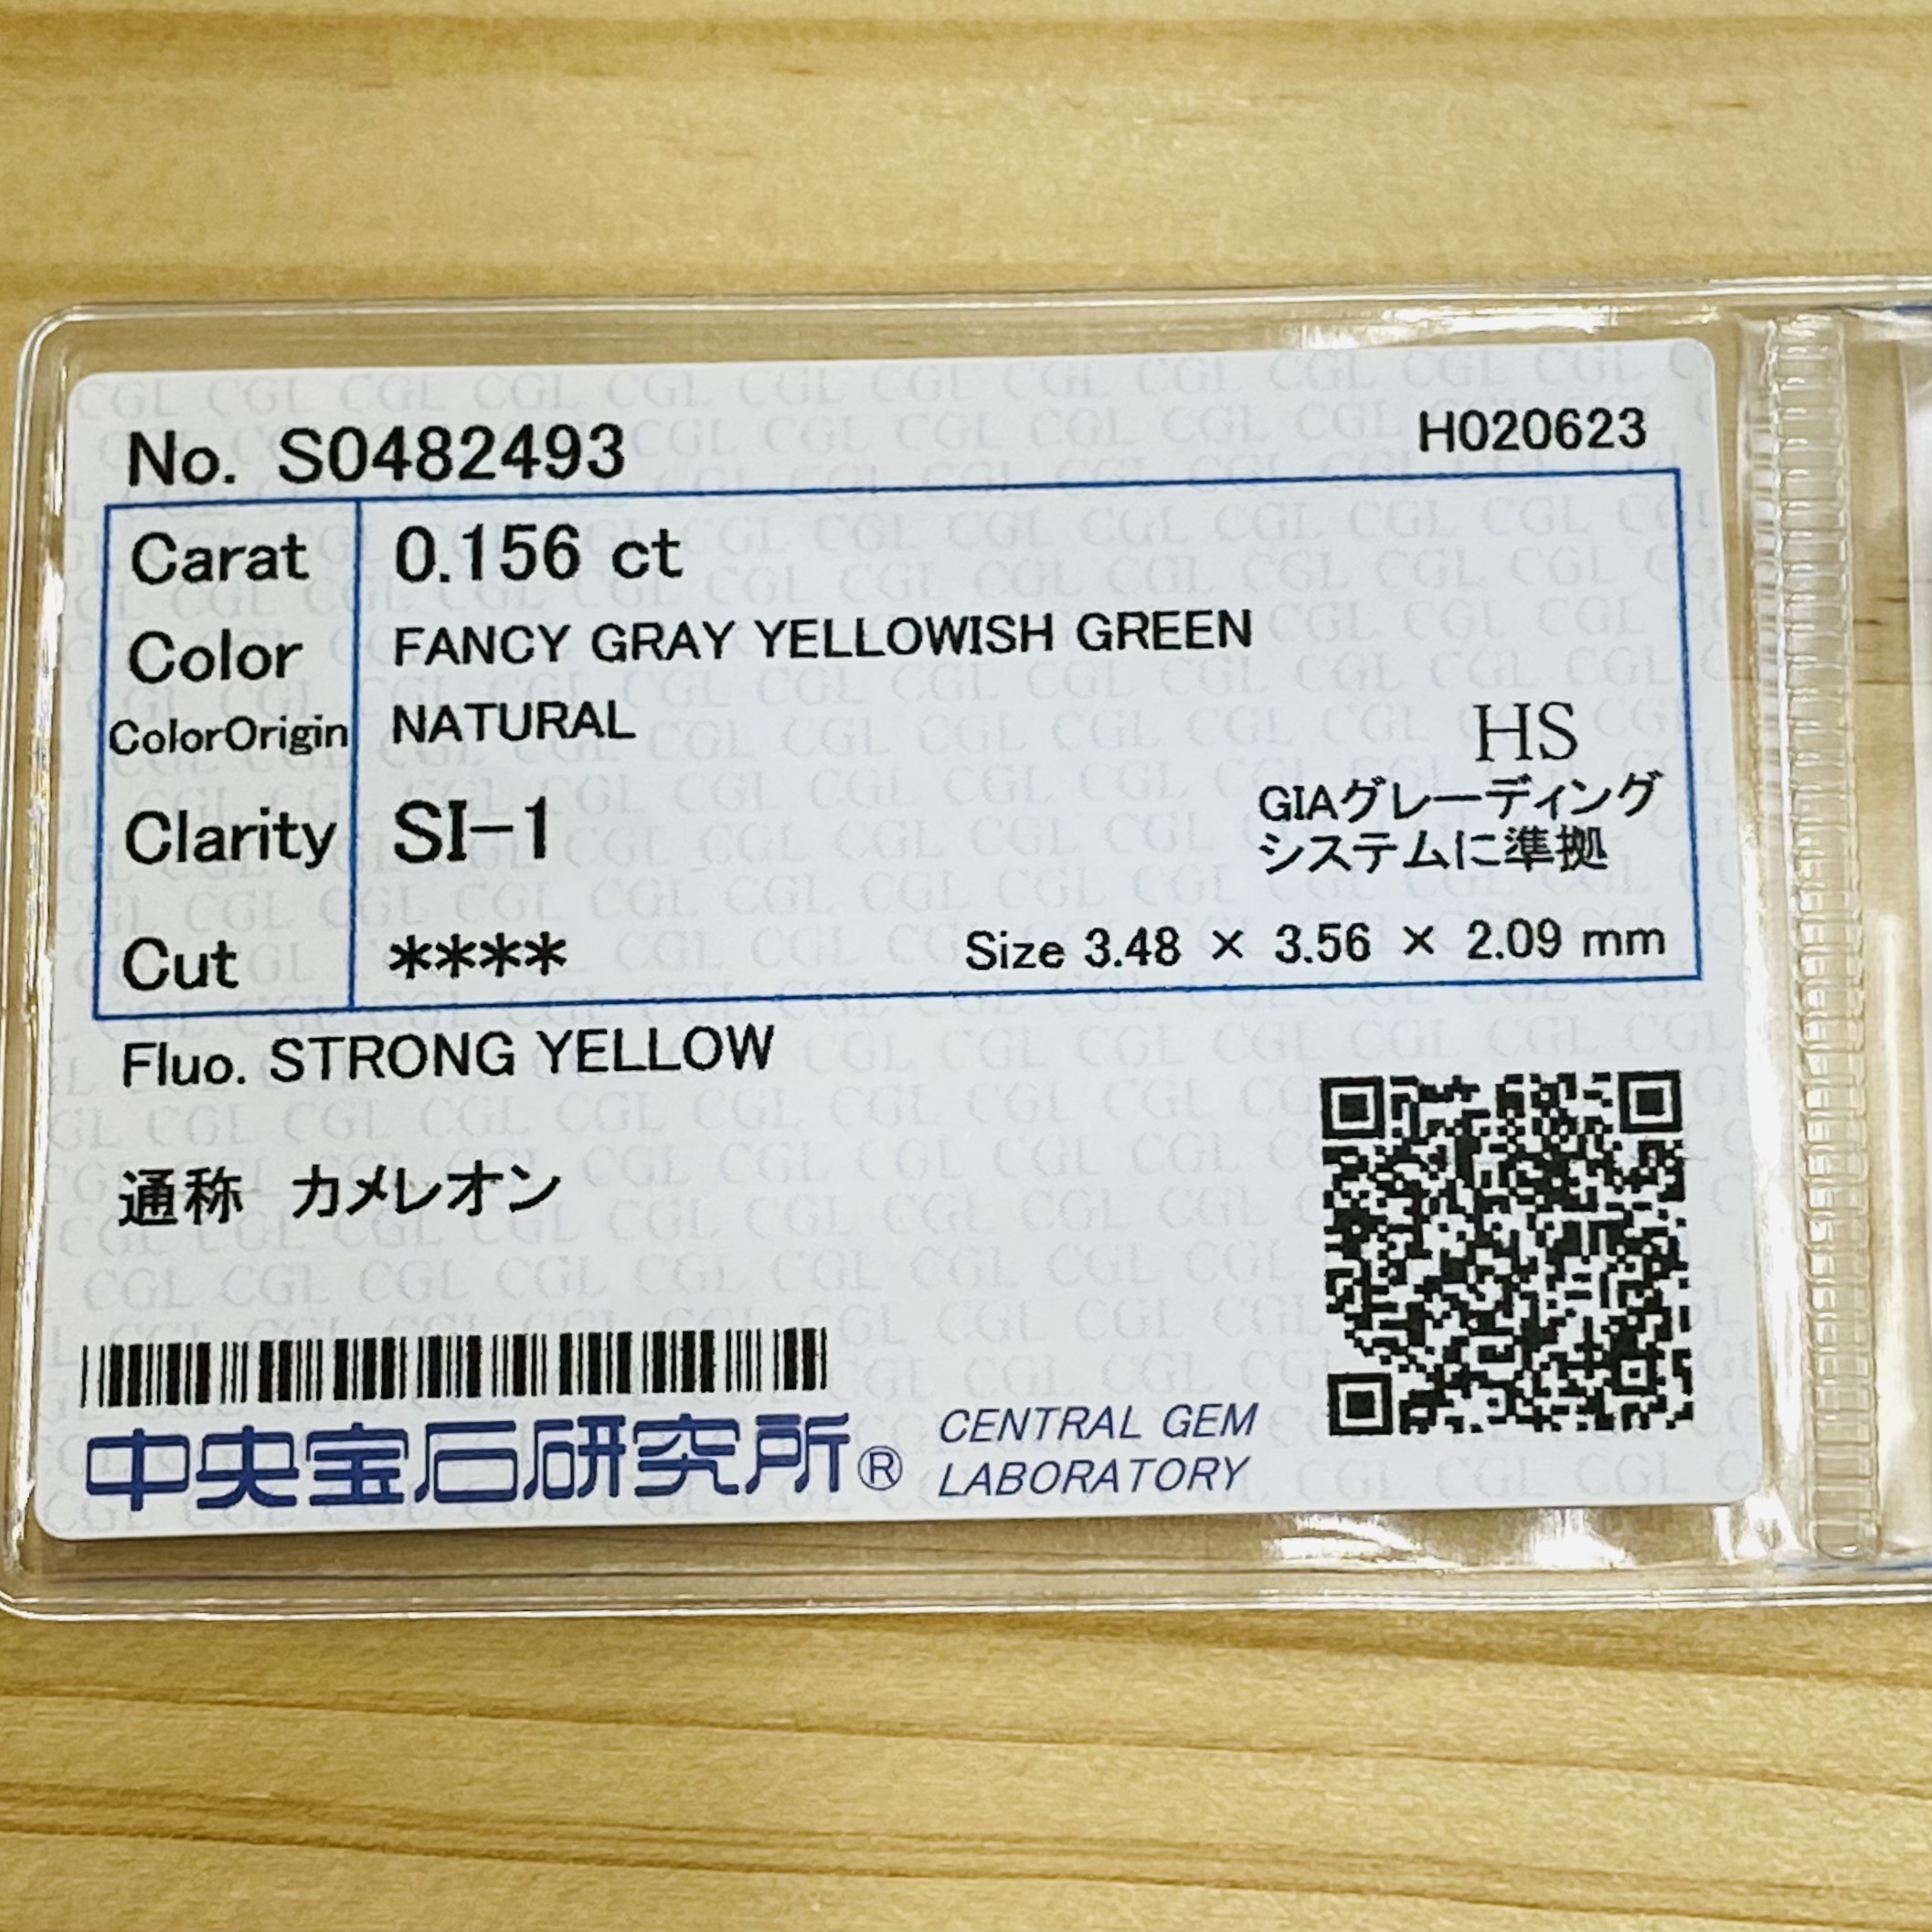 No. S0482493 H020623
Carat 0.156 ct
Color FANCY GRAY YELLOWISH GREEN
ColorOrigin NATURAL
HS
Clarity SI-1
GIAグレーディング
システムに準拠
Cut **** Size 3.48 × 3.56 × 2.09 mm
Fluo. STRONG YELLOW
通称 カメレオン
中央宝石研究所® CENTRAL GEM
LABORATORY